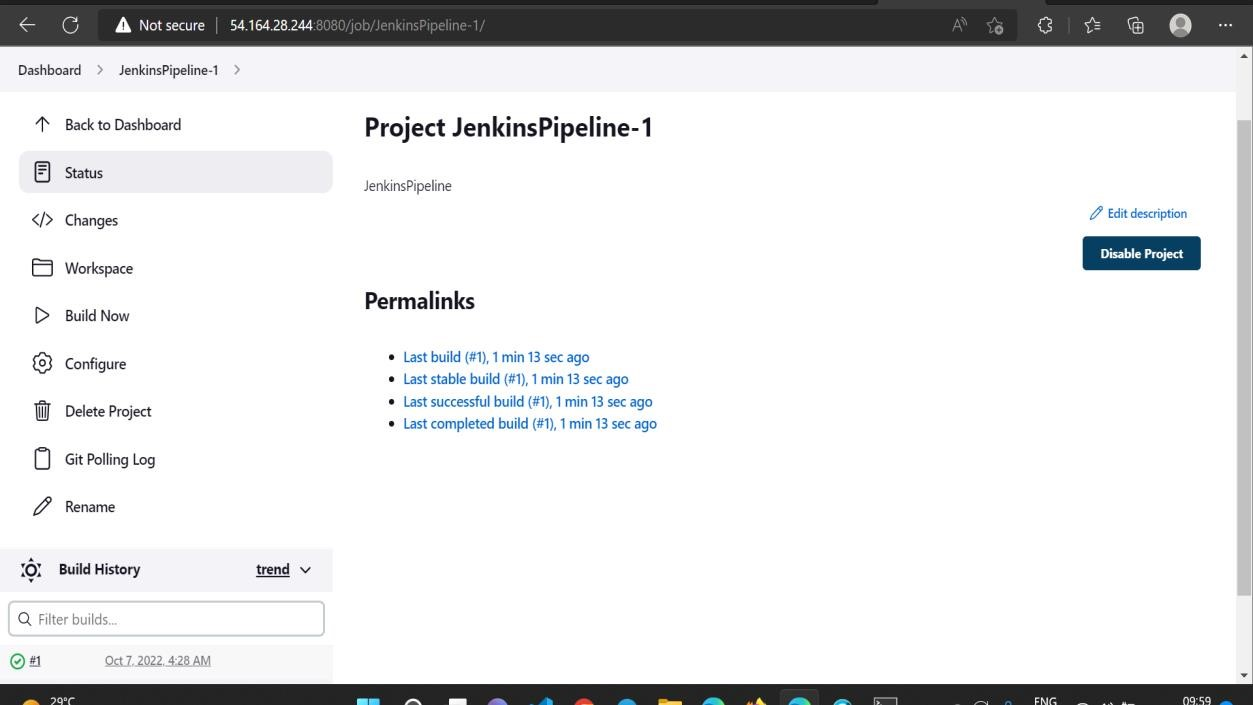 Not secure
54.164.28.244:8080/job/JenkinsPipeline-1/
Dashboard
JenkinsPipeline-1
Back to Dashboard
Status
Changes
Workspace
Build Now
Configure
Delete Project
Git Polling Log
Rename
Build History
trend
Filter builds...
#1
Oct 7, 2022, 4:28 AM
Project JenkinsPipeline-1
JenkinsPipeline
Edit description
Disable Project
Permalinks
Last build (#1), 1 min 13 sec ago
Last stable build (#1), 1 min 13 sec ago
Last successful build (#1), 1 min 13 sec ago
Last completed build (#1), 1 min 13 sec ago
29°C
ENG
09:59